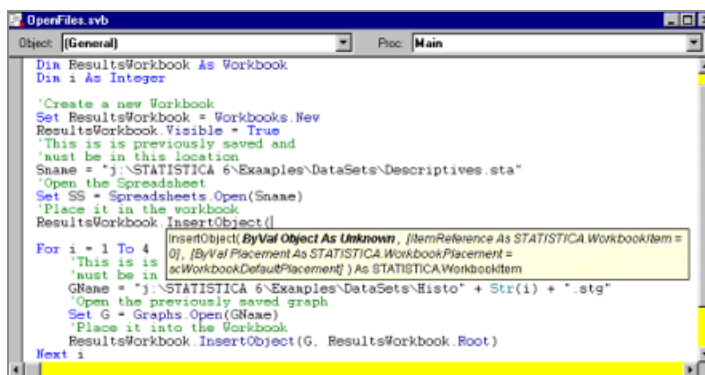 OpenFiles.svb
Object: (General) Proc: Main
Dim ResultsWorkbook As Workbook
Dim i As Integer
'Create a new Workbook
Set ResultsWorkbook = Workbooks.New
ResultsWorkbook.Visible = True
'This is is previously saved and
'must be in this location
Sname = "j:\STATISTICA 6\Examples\DataSets\Descriptives.sta"
'Open the Spreadsheet
Set SS = Spreadsheets.Open(Sname)
'Place it in the workbook
ResultsWorkbook.InsertObject(
InsertObject( ByVal Object As Unknown , [ItemReference As STATISTICA.WorkbookItem =
0], [ByVal Placement As STATISTICA.WorkbookPlacement =
scWorkbookDefaultPlacement] ) As STATISTICA.WorkbookItem
For i = 1 To 4
'This is is
'must be in
GName = "j:\STATISTICA 6\Examples\DataSets\Histo" + Str(i) + ".stg"
'Open the previously saved graph
Set G = Graphs.Open(GName)
'Place it into the Workbook
ResultsWorkbook.InsertObject(G, ResultsWorkbook.Root)
Next i